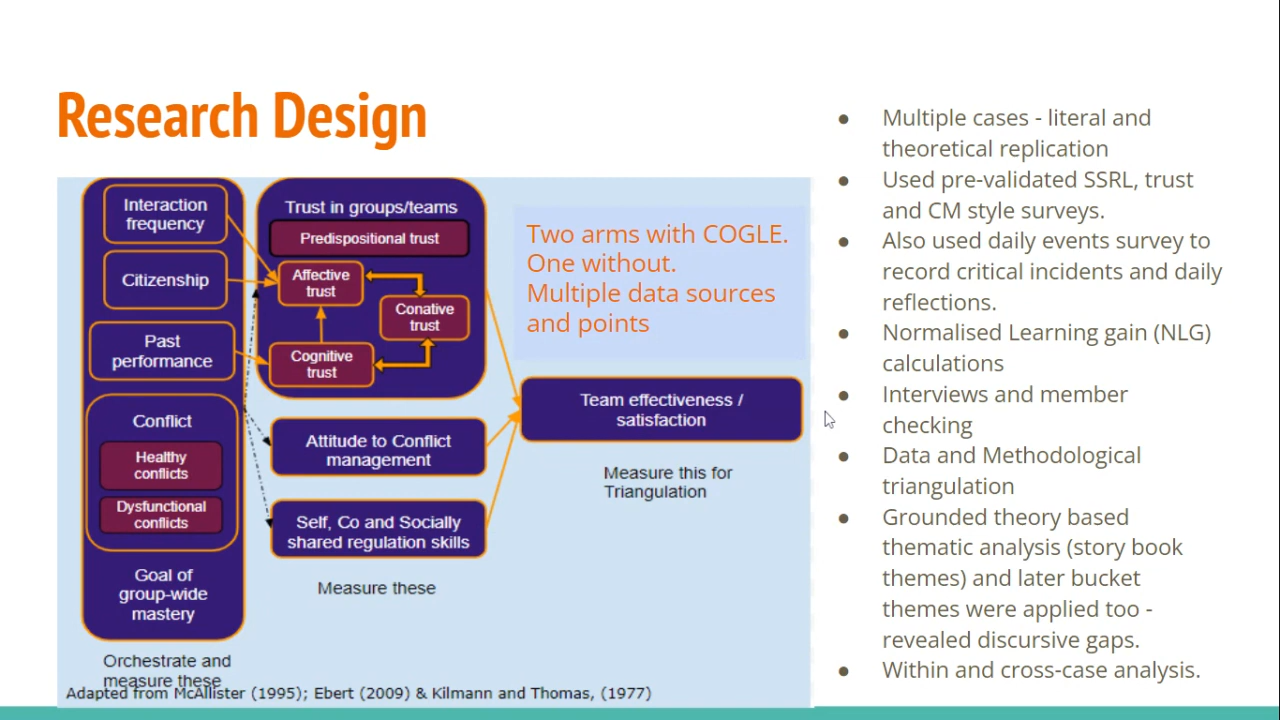 Research Design
Interaction
frequency
Citizenship
Past
performance
Conflict
Healthy
conflicts
Dysfunctional
conflicts
Goal of
group-wide
mastery
Orchestrate and
measure these
Trust in groups/teams
Predispositional trust
Affective
trust
Conative
trust
Cognitive
trust
Attitude to Conflict
management
Self, Co and Socially
shared regulation skills
Measure these
Two arms with COGLE.
One without.
Multiple data sources
and points
Team effectiveness /
satisfaction
Measure this for
Triangulation
Adapted from McAllister (1995); Ebert (2009) & Kilmann and Thomas, (1977)
● Multiple cases - literal and
theoretical replication
● Used pre-validated SSRL, trust
and CM style surveys.
● Also used daily events survey to
record critical incidents and daily
reflections.
● Normalised Learning gain (NLG)
calculations
● Interviews and member
checking
● Data and Methodological
triangulation
● Grounded theory based
thematic analysis (story book
themes) and later bucket
themes were applied too -
revealed discursive gaps.
● Within and cross-case analysis.